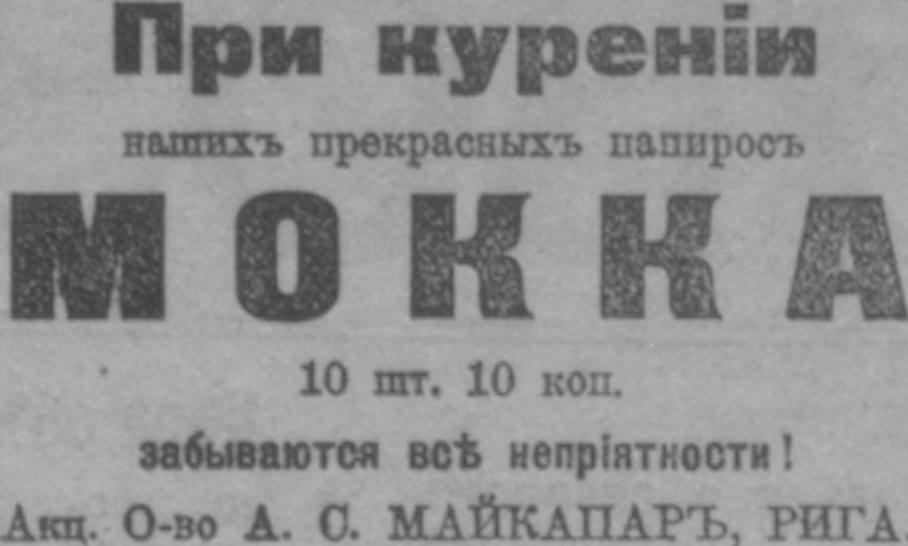 При куреніи
нашихъ прекрасныхъ папиросъ
МОККА
10 шт. 10 коп.
забываются всѣ непріятности!
Акц. О-во А. С. МАЙКАПАРЪ, РИГА.